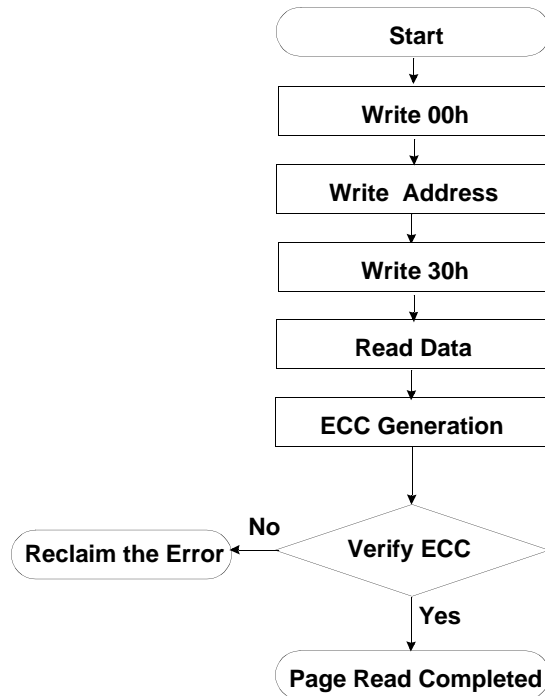 Start
Write 00h
Write Address
Write 30h
Read Data
ECC Generation
No
Reclaim the Error
Verify ECC
Yes
Page Read Completed